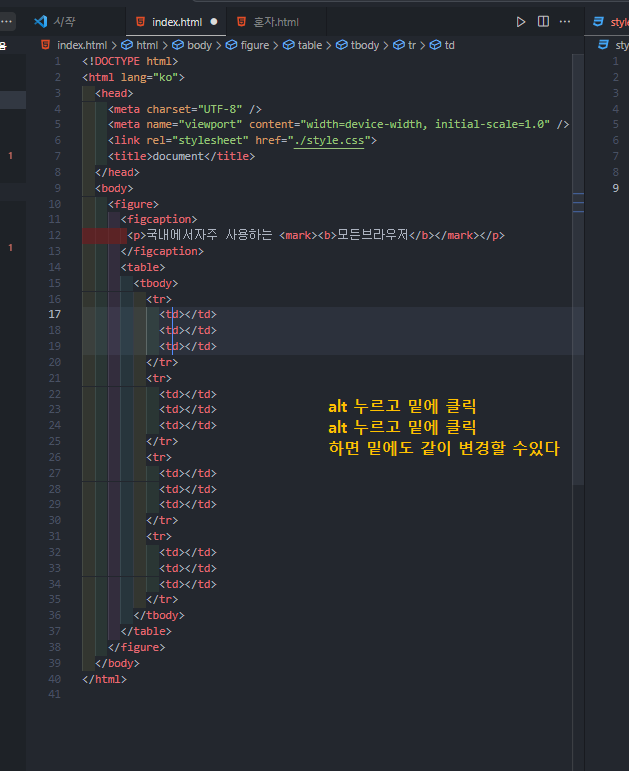 시작
index.html
혼자.html
style
index.html > html > body > figure > table > tbody > tr > td
sty
1 <!DOCTYPE html>
2 <html lang="ko">
3 <head>
4 <meta charset="UTF-8" />
5 <meta name="viewport" content="width=device-width, initial-scale=1.0" />
6 <link rel="stylesheet" href="./style.css">
7 <title>document</title>
8 </head>
9 <body>
10 <figure>
11 <figcaption>
12 <p>국내에서자주 사용하는 <mark><b>모든브라우저</b></mark></p>
13 </figcaption>
14 <table>
15 <tbody>
16 <tr>
17 <td></td>
18 <td></td>
19 <td></td>
20 </tr>
21 <tr>
22 <td></td>
23 <td></td>
24 <td></td>
25 </tr>
26 <tr>
27 <td></td>
28 <td></td>
29 <td></td>
30 </tr>
31 <tr>
32 <td></td>
33 <td></td>
34 <td></td>
35 </tr>
36 </tbody>
37 </table>
38 </figure>
39 </body>
40 </html>
41
alt 누르고 밑에 클릭
alt 누르고 밑에 클릭
하면 밑에도 같이 변경할 수있다
1
1
1
2
3
4
5
6
7
8
9